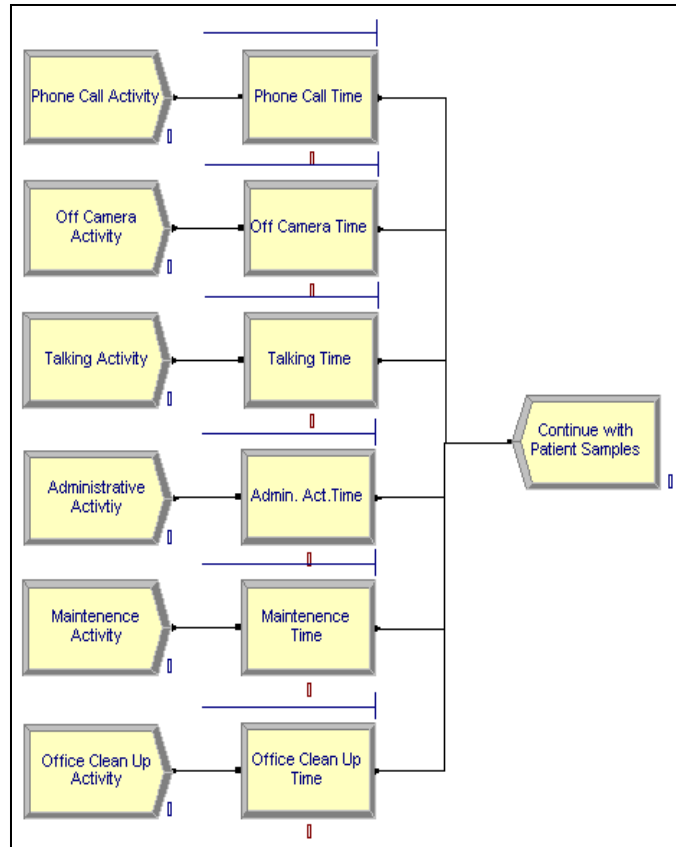 Phone Call Activity
Phone Call Time
Off Camera
Activity
Off Camera Time
Talking Activity
Talking Time
Continue with
Patient Samples
Administrative
Activtiy
Admin. Act.Time
Maintenence
Activity
Maintenence
Time
Office Clean Up
Activity
Office Clean Up
Time